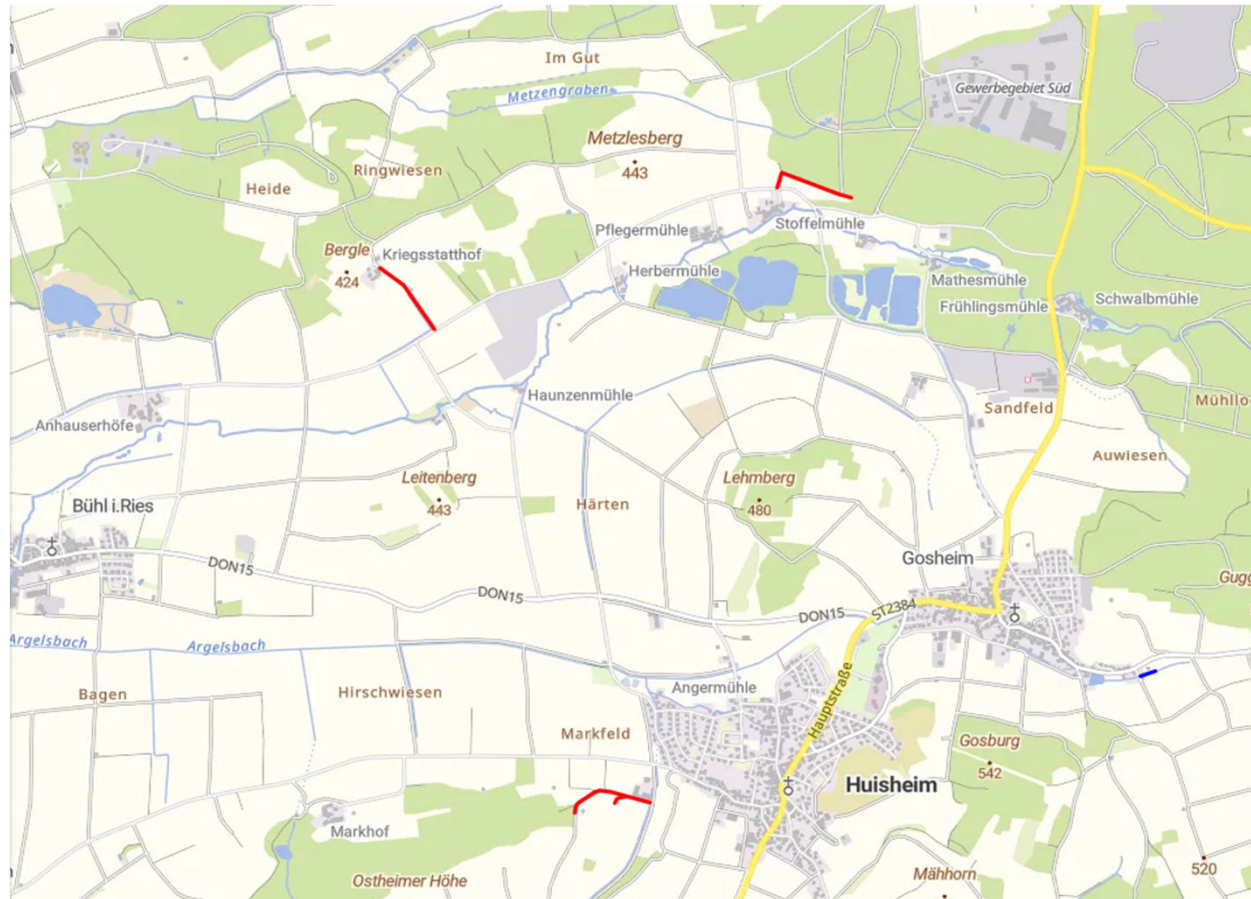 Im Gut
Metzengraben
Gewerbegebiet Süd
Metzlesberg
443
Ringwiesen
Heide
Stoffelmühle
Pflegermühle
Bergle
424
Kriegsstatthof
Herbermühle
Mathesmühle
Frühlingsmühle
Schwalbmühle
Haunzenmühle
Anhauserhöfe
Sandfeld
Mühllo
Auwiesen
Leitenberg
443
Härten
Lehmberg
480
Bühl i.Ries
DON15
DON15
DON15
ST2384
Gosheim
Gugg
Argelsbach
Argelsbach
Bagen
Hirschwiesen
Angermühle
Hauptstraße
Markfeld
Gosburg
542
Huisheim
Markhof
Ostheimer Höhe
Mähhorn
520